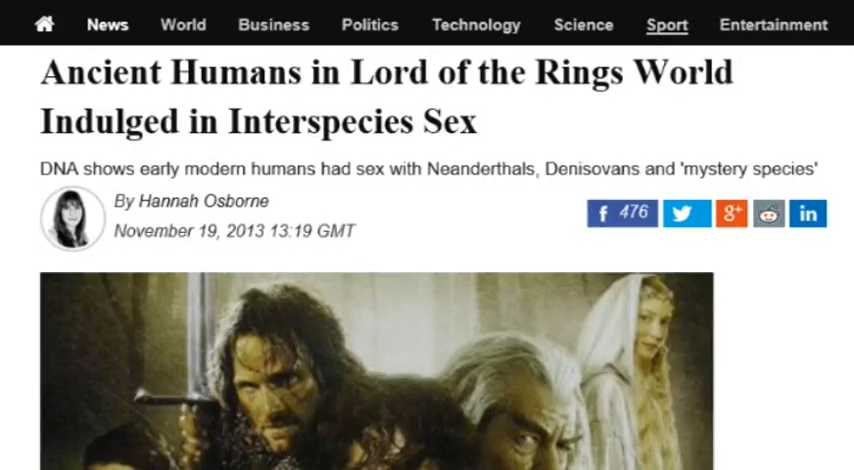 News World Business Politics Technology Science Sport Entertainment
Ancient Humans in Lord of the Rings World
Indulged in Interspecies Sex
DNA shows early modern humans had sex with Neanderthals, Denisovans and 'mystery species'
By Hannah Osborne
November 19, 2013 13:19 GMT
f 476 g+ in